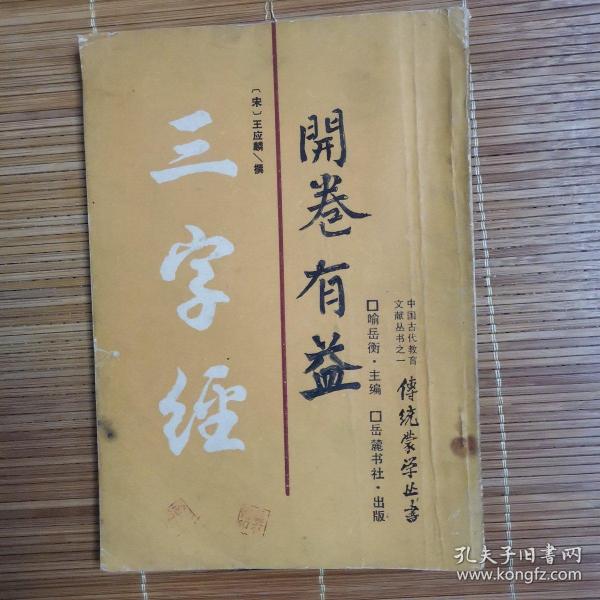 中国古代教育
文献丛书之一
傳统蒙学丛書
□喻岳衡·主编 □岳麓书社·出版
開卷有益
〔宋〕王应麟╲撰
三字經
孔夫子旧书网
www.kongfz.com